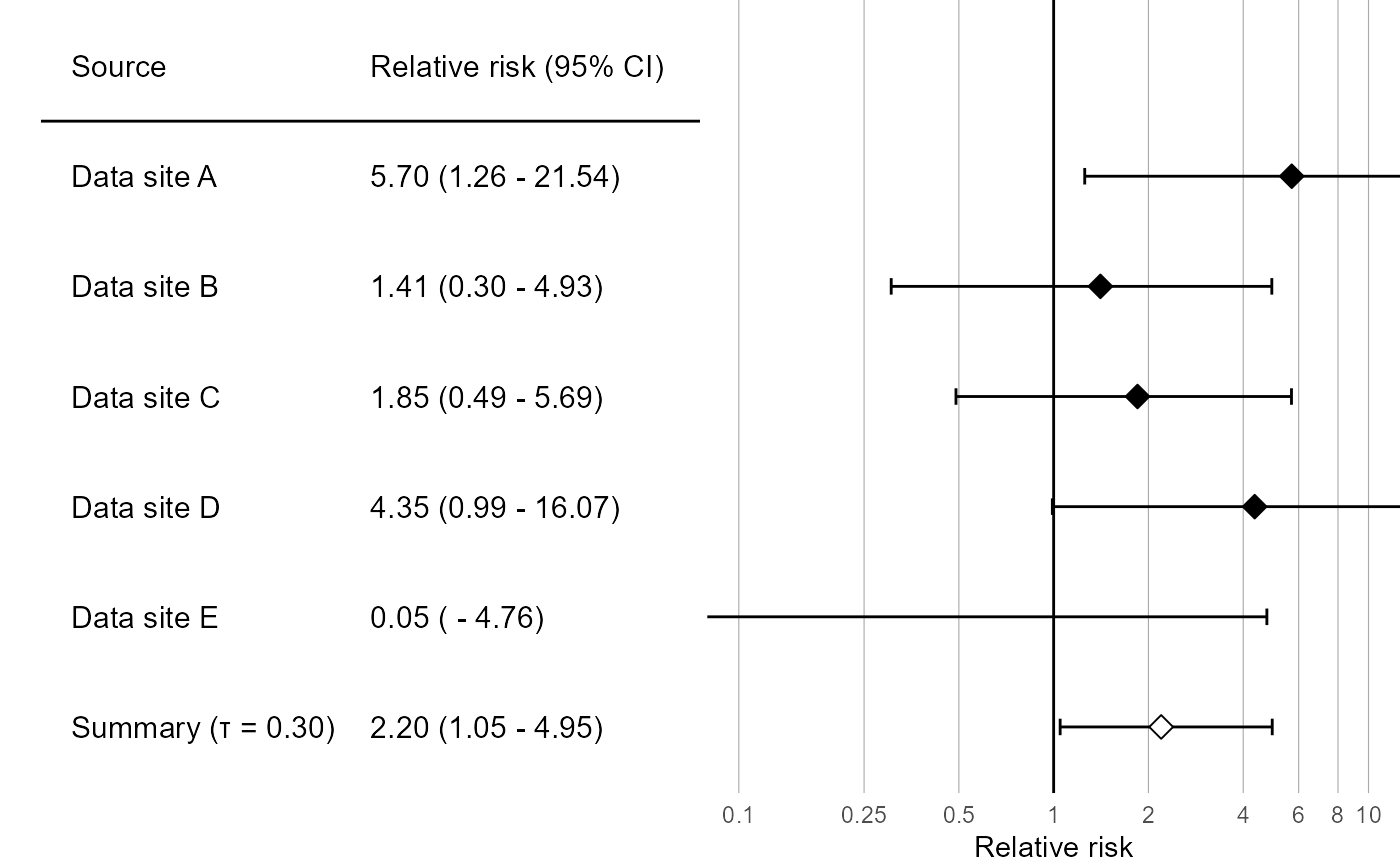 Source Relative risk (95% CI)
Data site A 5.70 (1.26 - 21.54)
Data site B 1.41 (0.30 - 4.93)
Data site C 1.85 (0.49 - 5.69)
Data site D 4.35 (0.99 - 16.07)
Data site E 0.05 ( - 4.76)
Summary (τ = 0.30) 2.20 (1.05 - 4.95)
0.1 0.25 0.5 1 2 4 6 8 10
Relative risk